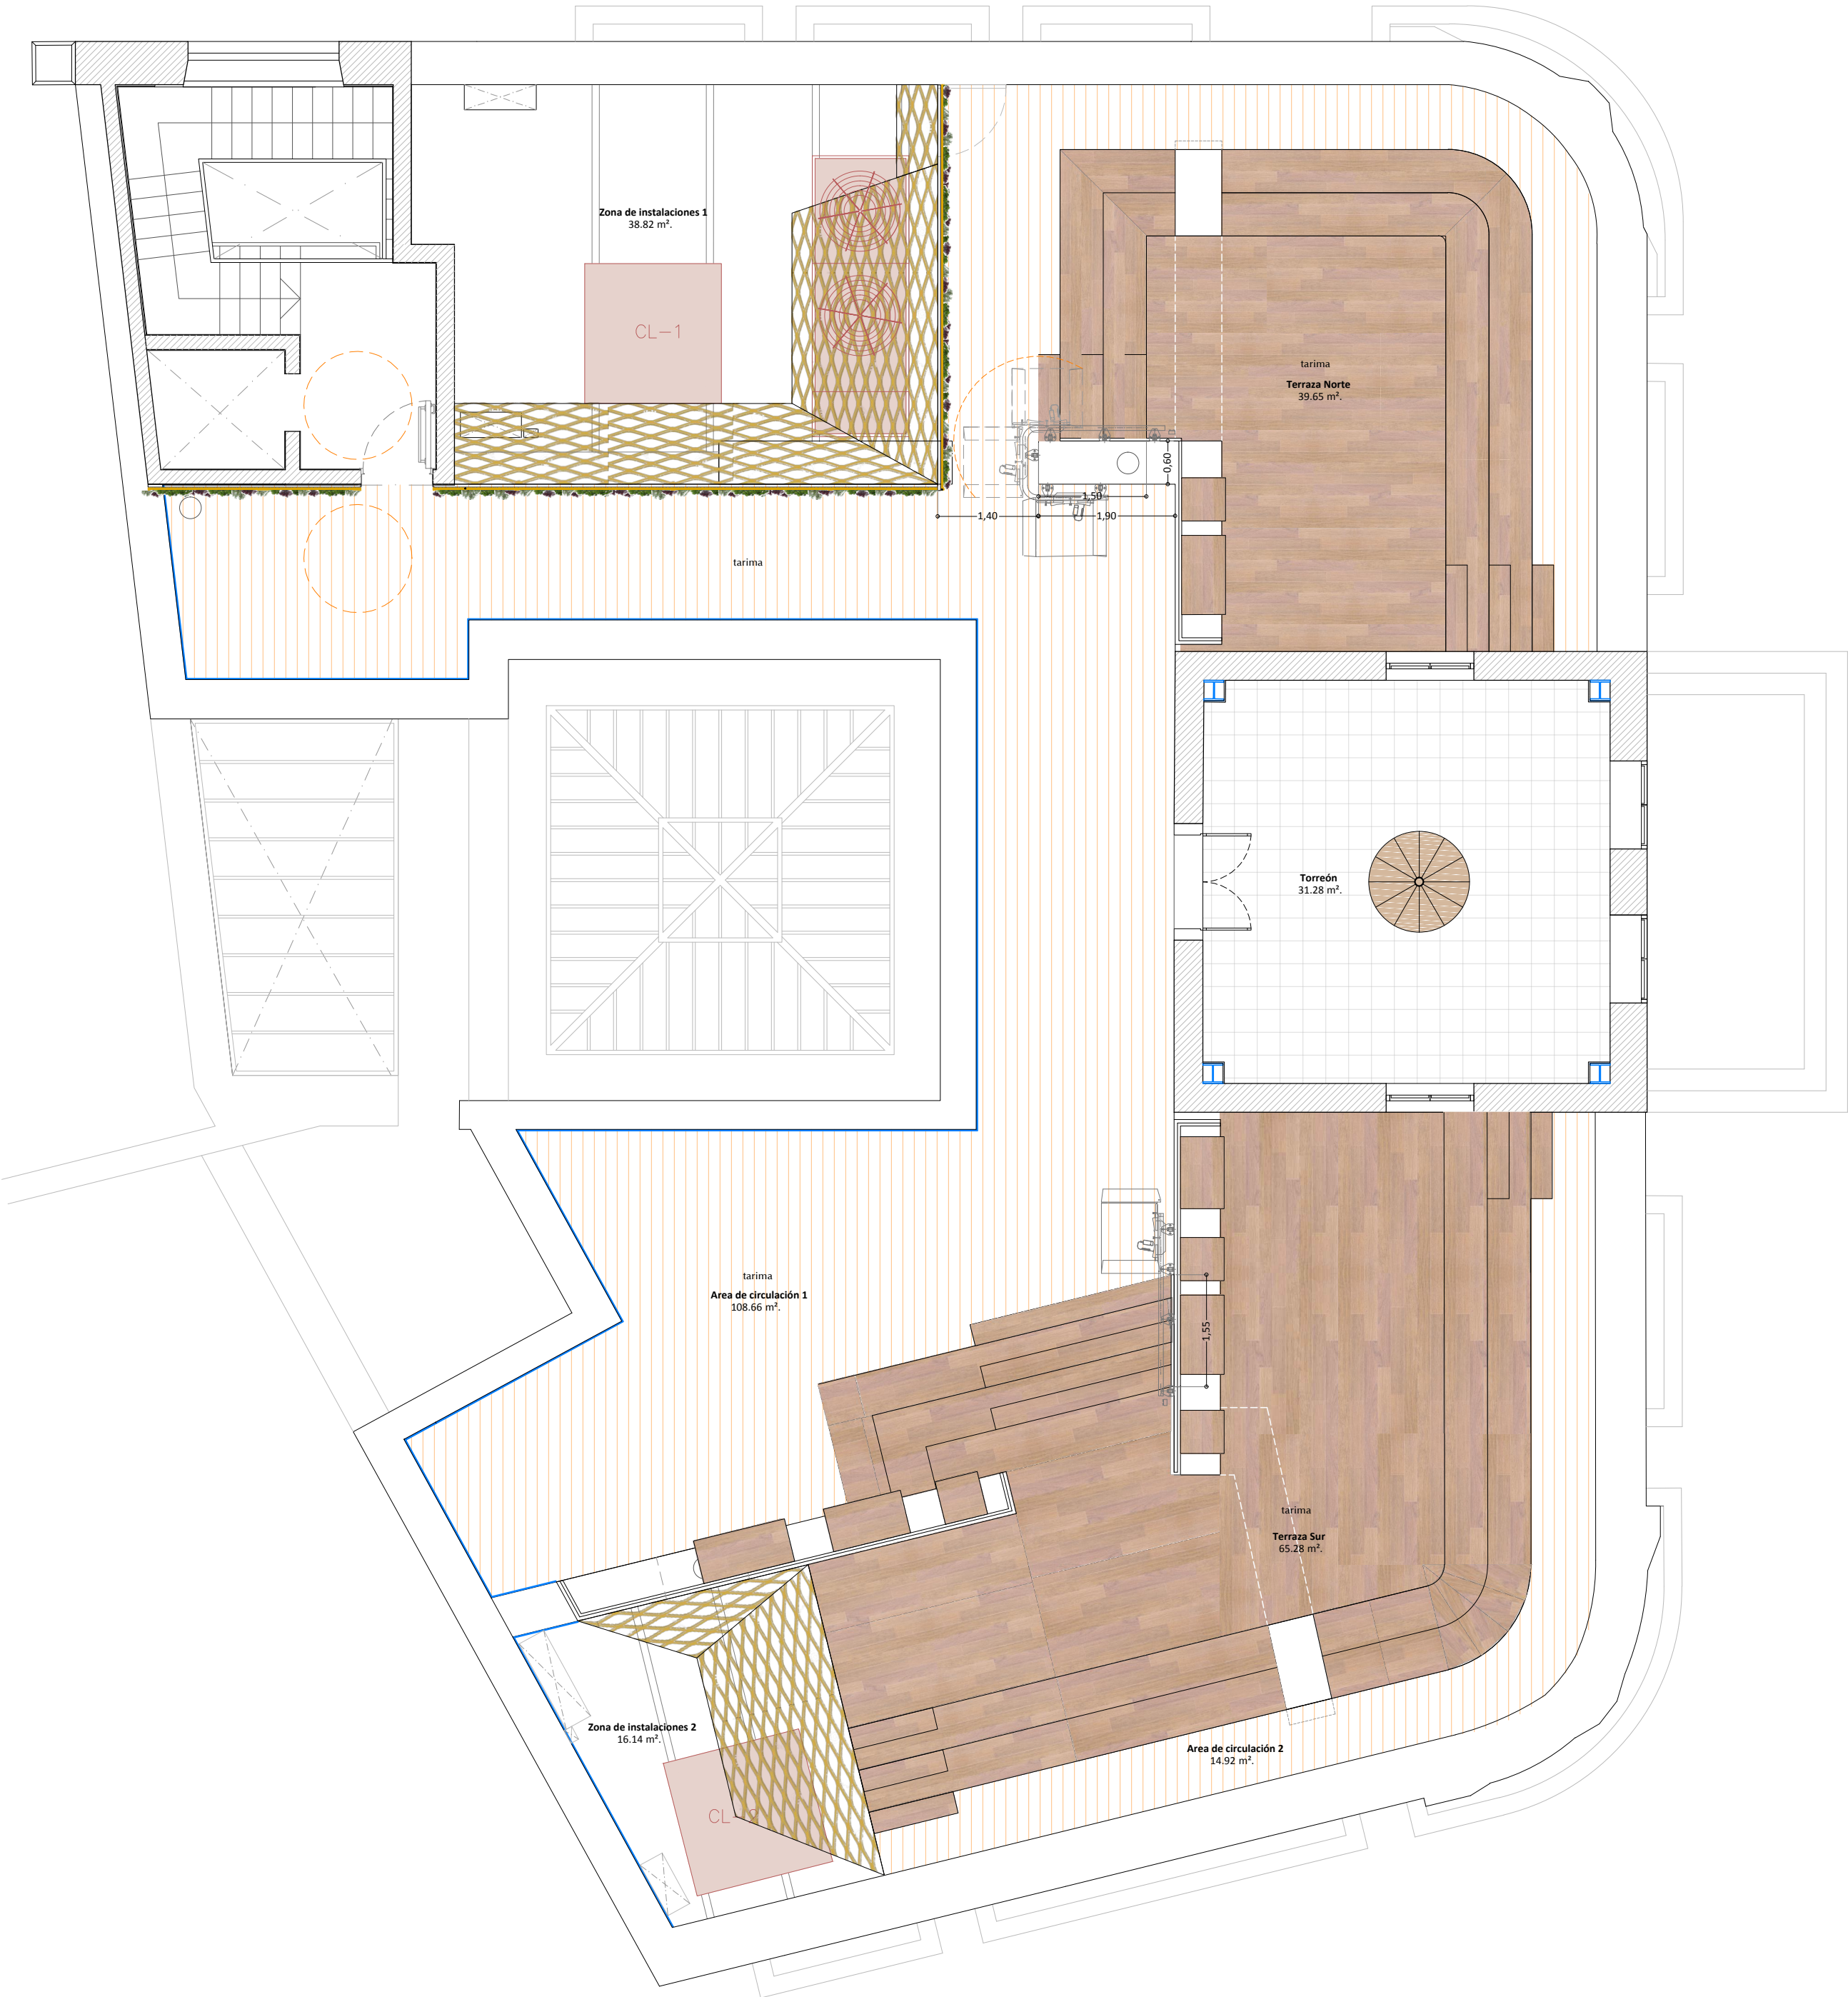 Zona de instalaciones 1
38.82 m².
CL-1
tarima
Terraza Norte
39.65 m².
0,60
1,50
1,40
1,90
tarima
Torreón
31.28 m².
tarima
Area de circulación 1
108.66 m².
1,55
tarima
Terraza Sur
65.28 m².
Zona de instalaciones 2
16.14 m².
Area de circulación 2
14.92 m².
CL-2